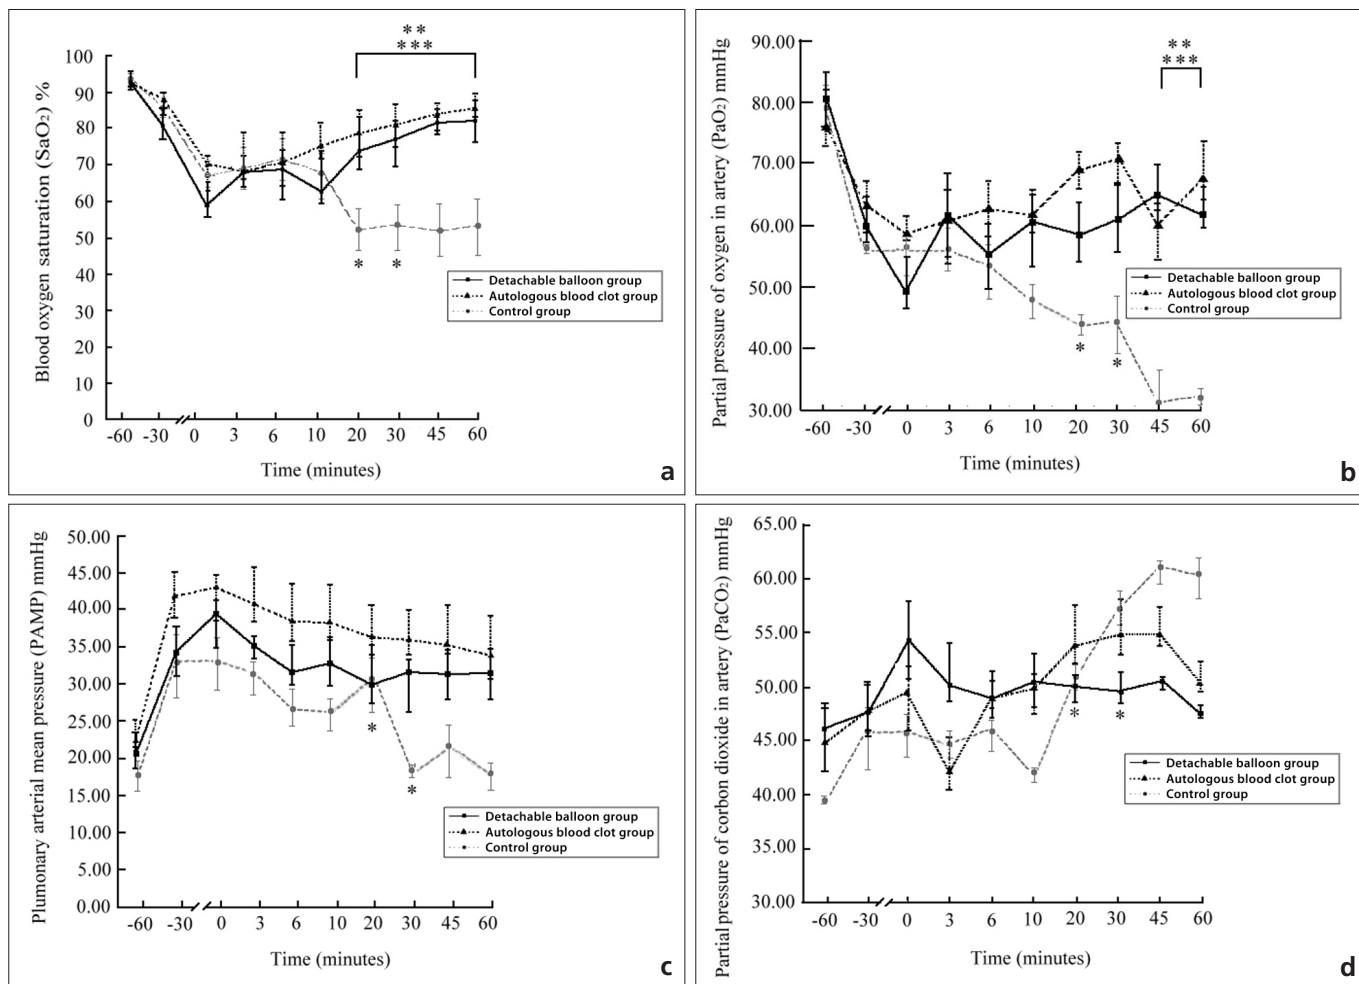 **
***
100
90
80
70
60
50
40
30
20
10
0
Blood oxygen saturation (SaO2) %
*
*
Detachable balloon group
Autologous blood clot group
Control group
-60 -30 0 3 6 10 20 30 45 60
Time (minutes)
a
**
***
90.00
80.00
70.00
60.00
50.00
40.00
30.00
Partial pressure of oxygen in artery (PaO2) mmHg
*
*
Detachable balloon group
Autologous blood clot group
Control group
-60 -30 0 3 6 10 20 30 45 60
Time (minutes)
b
50.00
45.00
40.00
35.00
30.00
25.00
20.00
15.00
10.00
5.00
0.00
Plumonary arterial mean pressure (PAMP) mmHg
*
*
Detachable balloon group
Autologous blood clot group
Control group
-60 -30 0 3 6 10 20 30 45 60
Time (minutes)
c
65.00
60.00
55.00
50.00
45.00
40.00
35.00
30.00
Partial pressure of corbon dioxide in artery (PaCO2) mmHg
*
*
Detachable balloon group
Autologous blood clot group
Control group
-60 -30 0 3 6 10 20 30 45 60
Time (minutes)
d